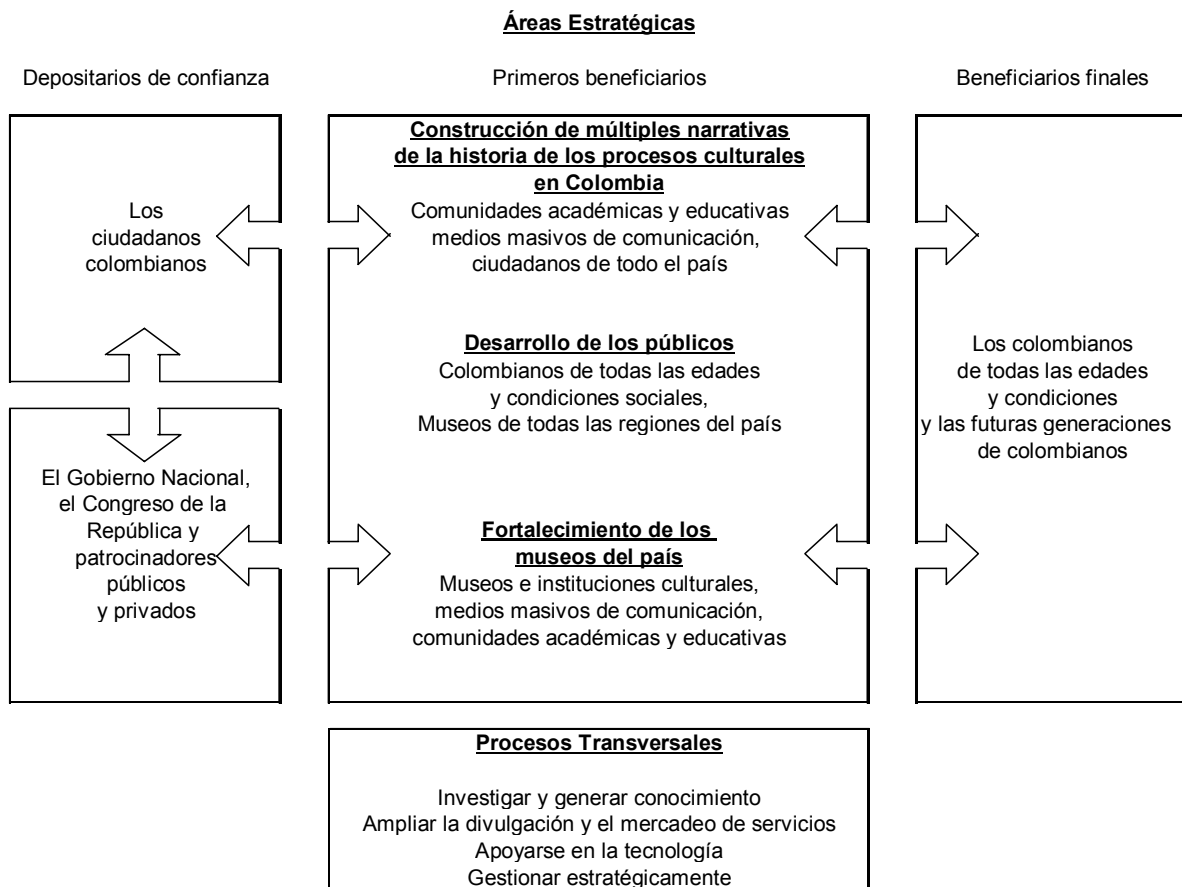 Áreas Estratégicas
Depositarios de confianza
Primeros beneficiarios
Beneficiarios finales
Los
ciudadanos
colombianos
El Gobierno Nacional,
el Congreso de la
República y
patrocinadores
públicos
y privados
Construcción de múltiples narrativas
de la historia de los procesos culturales
en Colombia
Comunidades académicas y educativas
medios masivos de comunicación,
ciudadanos de todo el país
Desarrollo de los públicos
Colombianos de todas las edades
y condiciones sociales,
Museos de todas las regiones del país
Fortalecimiento de los
museos del país
Museos e instituciones culturales,
medios masivos de comunicación,
comunidades académicas y educativas
Los colombianos
de todas las edades
y condiciones
y las futuras generaciones
de colombianos
Procesos Transversales
Investigar y generar conocimiento
Ampliar la divulgación y el mercadeo de servicios
Apoyarse en la tecnología
Gestionar estratégicamente